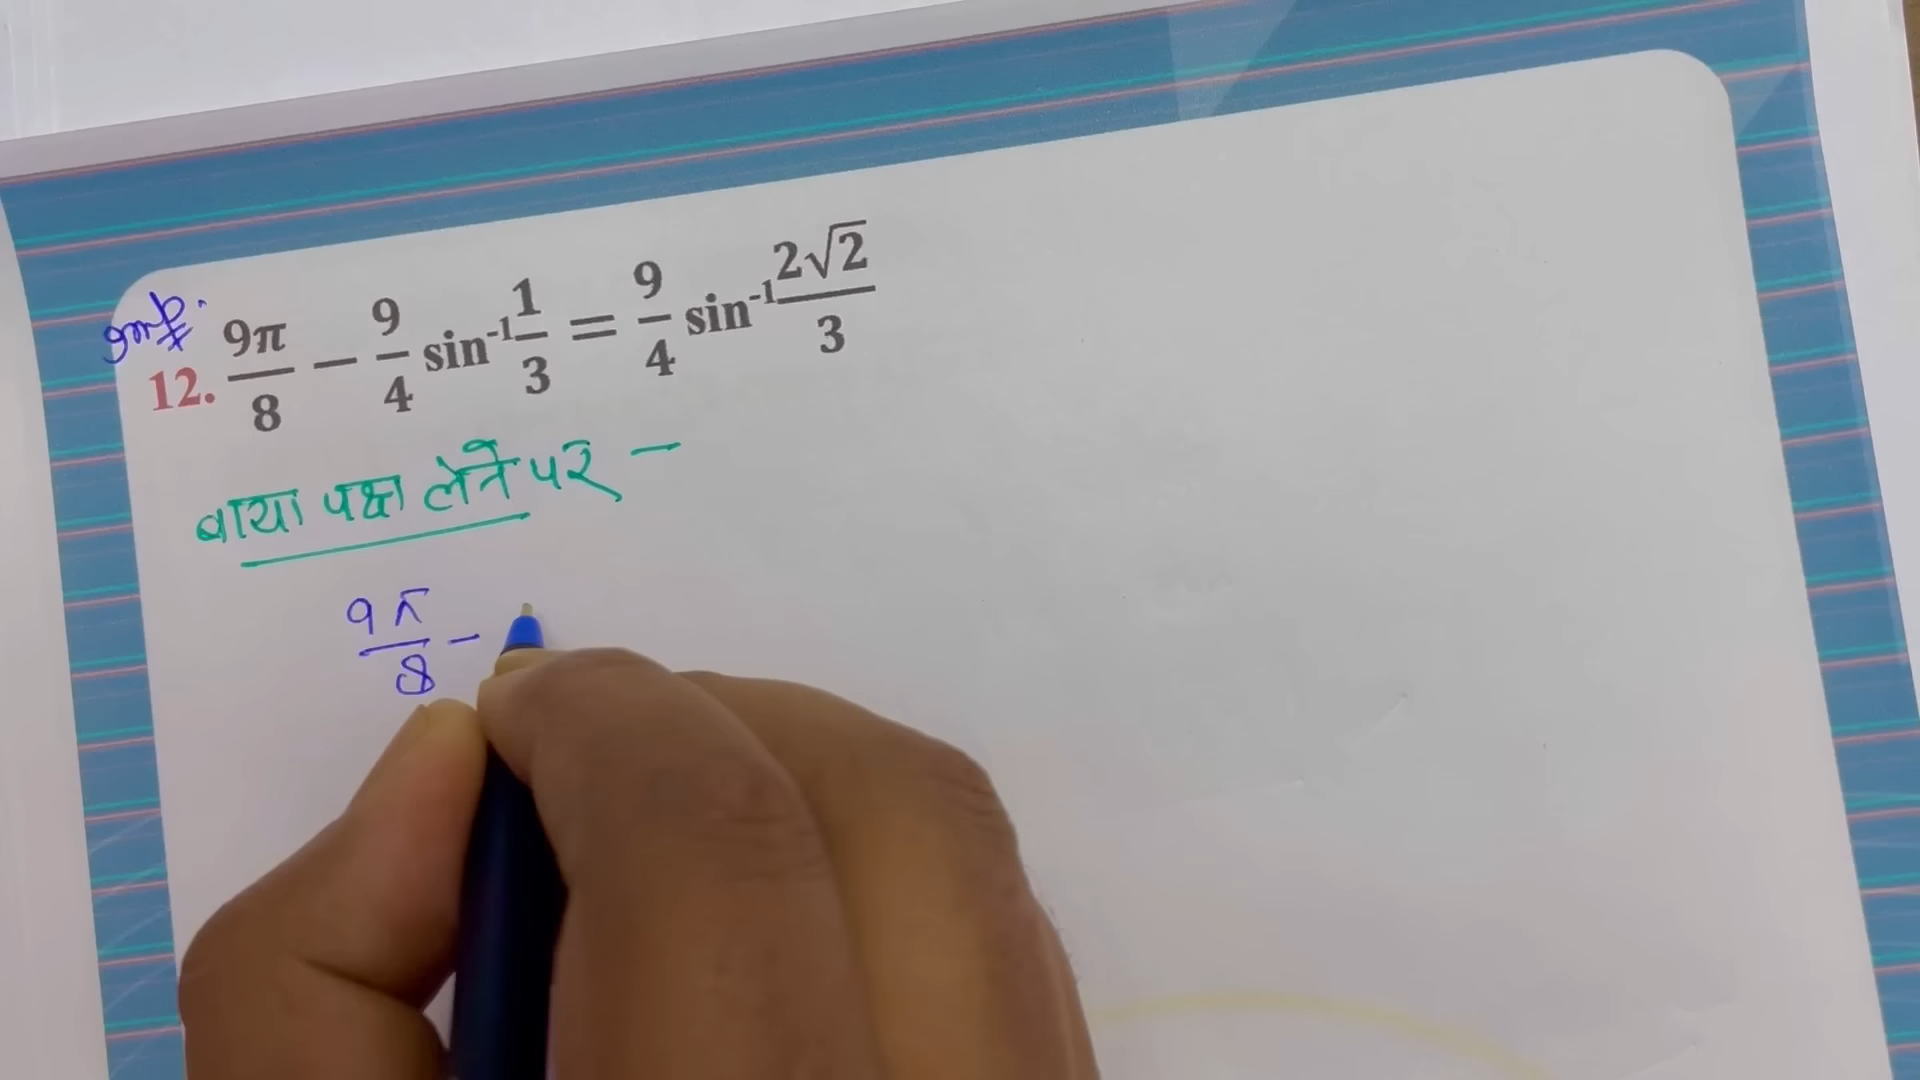 Imp.
12. 9π/8 − 9/4 sin⁻¹ 1/3 = 9/4 sin⁻¹ 2√2/3
बाया पक्ष लेने पर −
9π/8 −